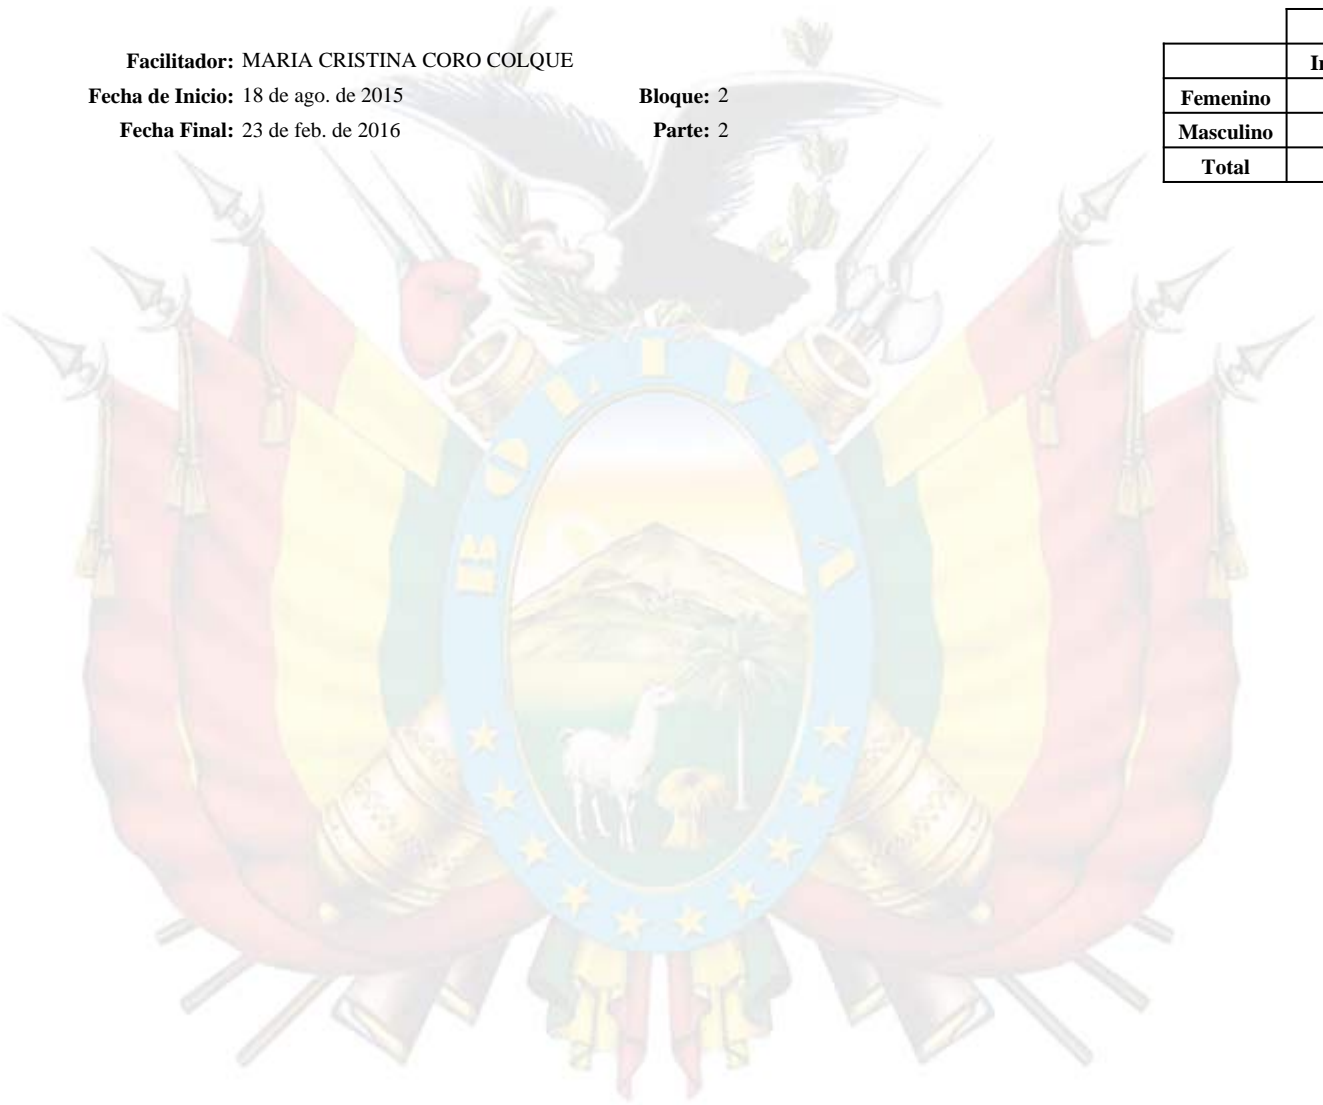 Facilitador: MARIA CRISTINA CORO COLQUE
Fecha de Inicio: 18 de ago. de 2015 Bloque: 2
Fecha Final: 23 de feb. de 2016 Parte: 2
Femenino
Masculino
Total
BOLIVIA